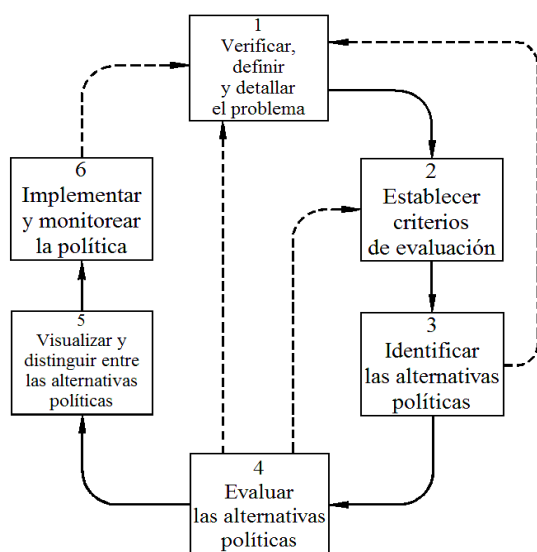 1
Verificar,
definir
y detallar
el problema
2
Establecer
criterios
de evaluación
3
Identificar
las alternativas
políticas
4
Evaluar
las alternativas
políticas
5
Visualizar y
distinguir entre
las alternativas
políticas
6
Implementar
y monitorear
la política